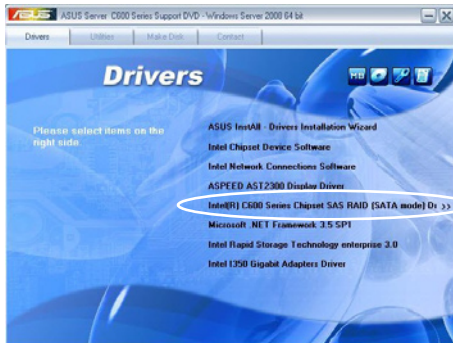 ASUS Server C600 Series Support DVD - Windows Server 2008 64 bit
Drivers Utilities Make Disk Contact
Drivers
Please select items on the
right side.
ASUS InstAll - Drivers Installation Wizard
Intel Chipset Device Software
Intel Network Connections Software
ASPEED AST2300 Display Driver
Intel(R) C600 Series Chipset SAS RAID (SATA mode) Dr >>
Microsoft .NET Framework 3.5 SP1
Intel Rapid Storage Technology enterprise 3.0
Intel I350 Gigabit Adapters Driver